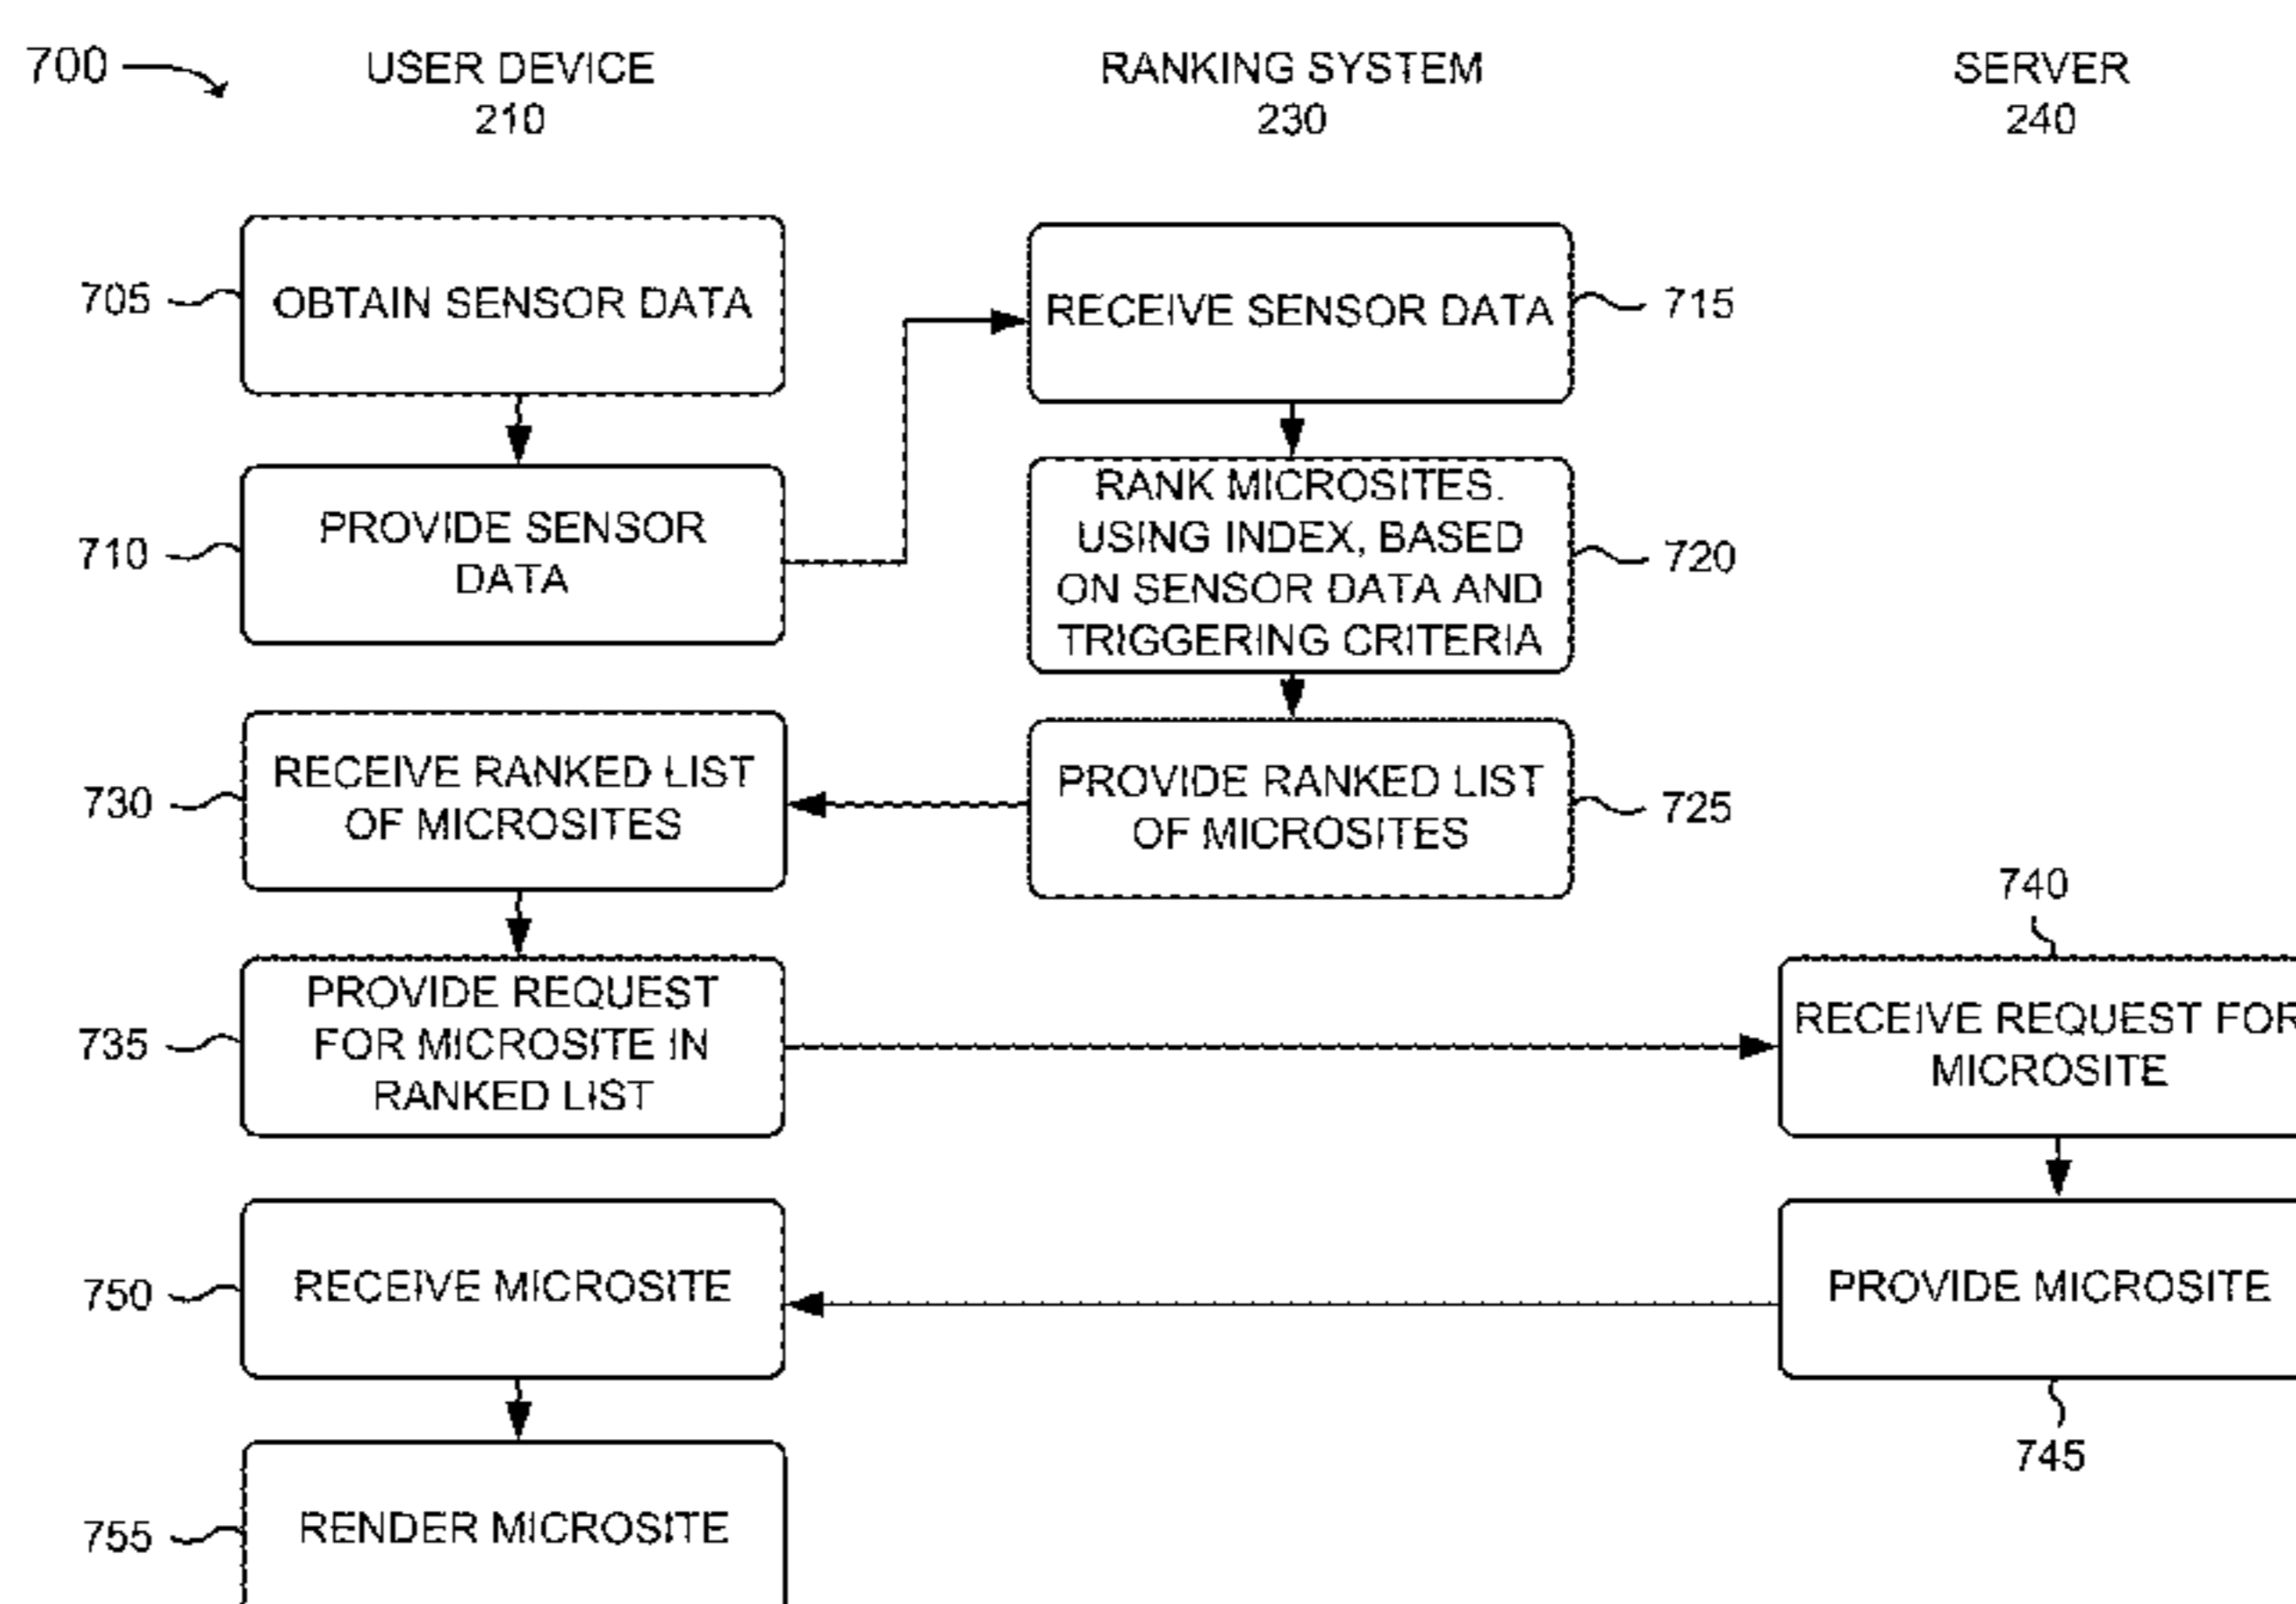 700
USER DEVICE
210
RANKING SYSTEM
230
SERVER
240
705
OBTAIN SENSOR DATA
RECEIVE SENSOR DATA
715
710
PROVIDE SENSOR
DATA
RANK MICROSITES.
USING INDEX, BASED
ON SENSOR DATA AND
TRIGGERING CRITERIA
720
730
RECEIVE RANKED LIST
OF MICROSITES
PROVIDE RANKED LIST
OF MICROSITES
725
735
PROVIDE REQUEST
FOR MICROSITE IN
RANKED LIST
740
RECEIVE REQUEST FOR
MICROSITE
750
RECEIVE MICROSITE
PROVIDE MICROSITE
745
755
RENDER MICROSITE